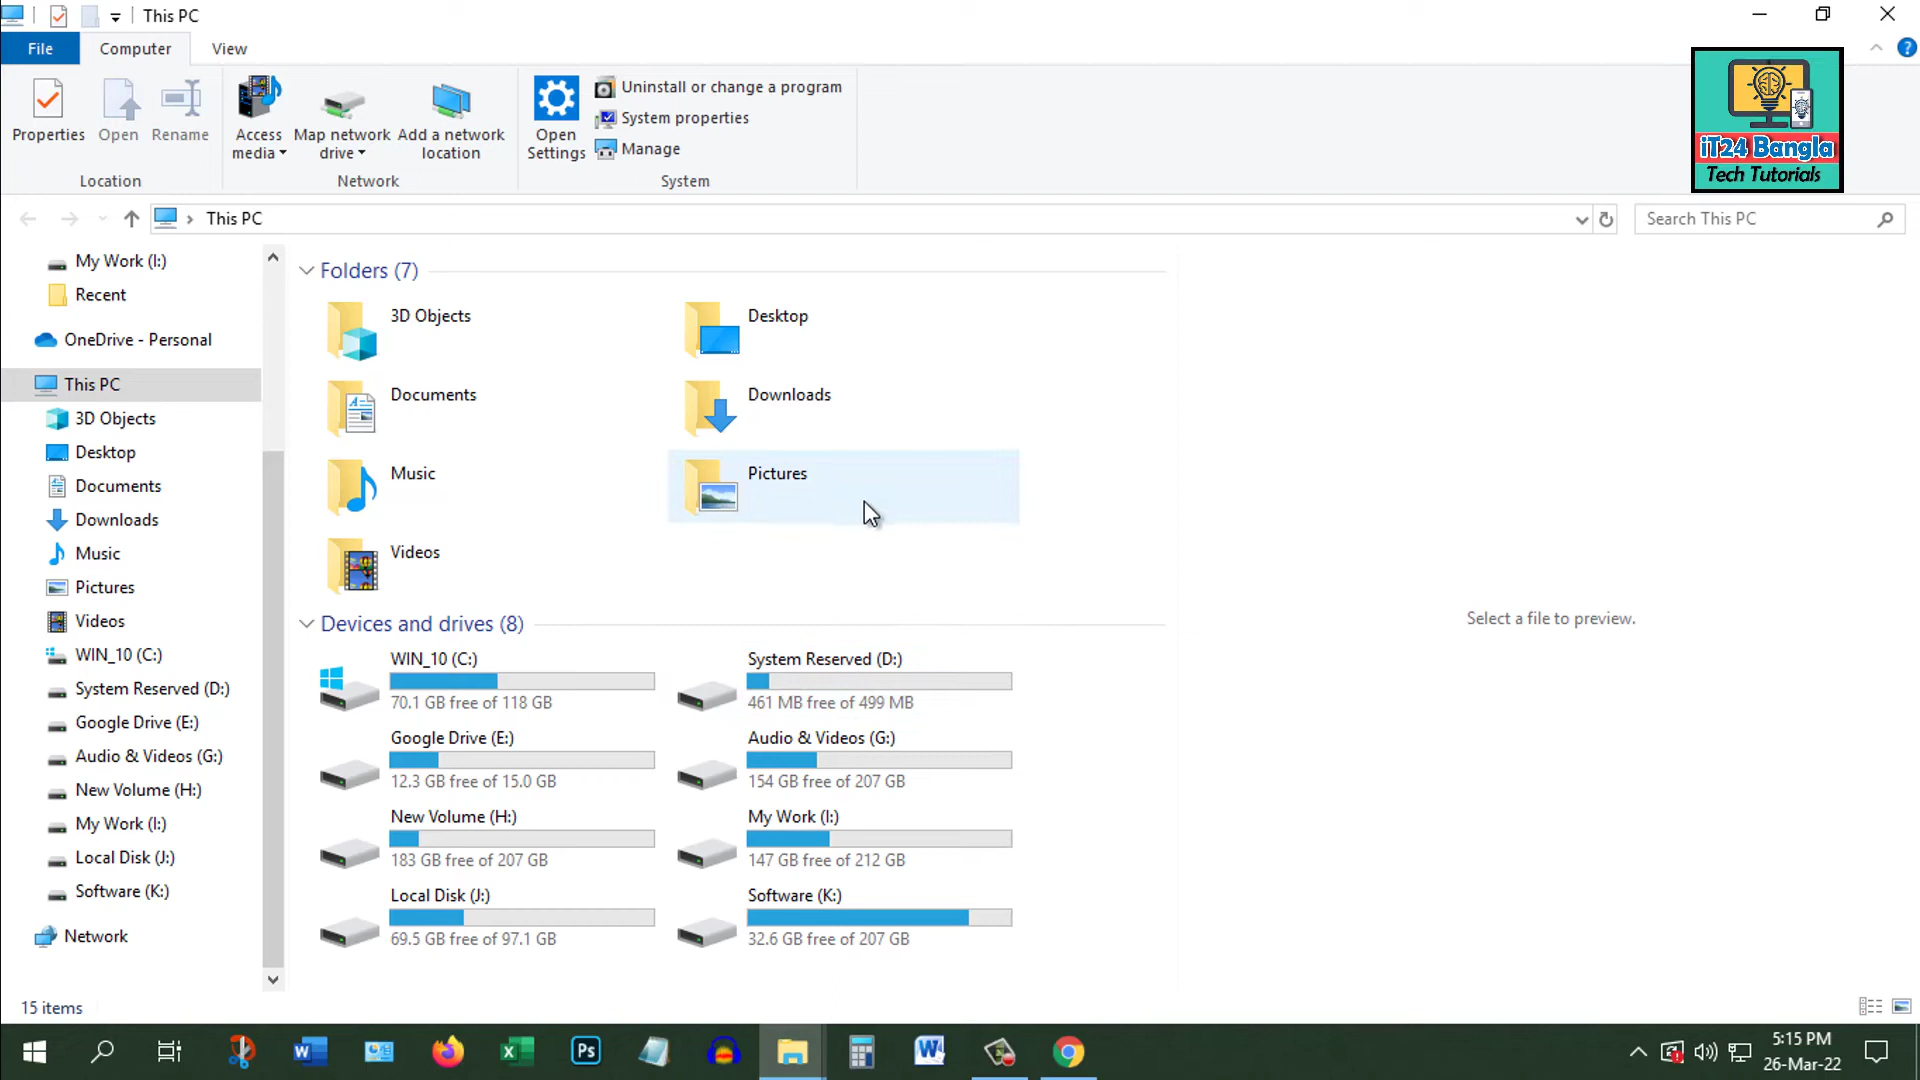 This PC
File
Computer
View
Properties
Open
Rename
Access media
Map network drive
Add a network location
Open Settings
Uninstall or change a program
System properties
Manage
Location
Network
System
iT24 Bangla
Tech Tutorials
This PC
Search This PC
My Work (I:)
Recent
OneDrive - Personal
This PC
3D Objects
Desktop
Documents
Downloads
Music
Pictures
Videos
WIN_10 (C:)
System Reserved (D:)
Google Drive (E:)
Audio & Videos (G:)
New Volume (H:)
My Work (I:)
Local Disk (J:)
Software (K:)
Network
Folders (7)
3D Objects
Desktop
Documents
Downloads
Music
Pictures
Videos
Devices and drives (8)
WIN_10 (C:)
70.1 GB free of 118 GB
System Reserved (D:)
461 MB free of 499 MB
Google Drive (E:)
12.3 GB free of 15.0 GB
Audio & Videos (G:)
154 GB free of 207 GB
New Volume (H:)
183 GB free of 207 GB
My Work (I:)
147 GB free of 212 GB
Local Disk (J:)
69.5 GB free of 97.1 GB
Software (K:)
32.6 GB free of 207 GB
Select a file to preview.
15 items
5:15 PM
26-Mar-22